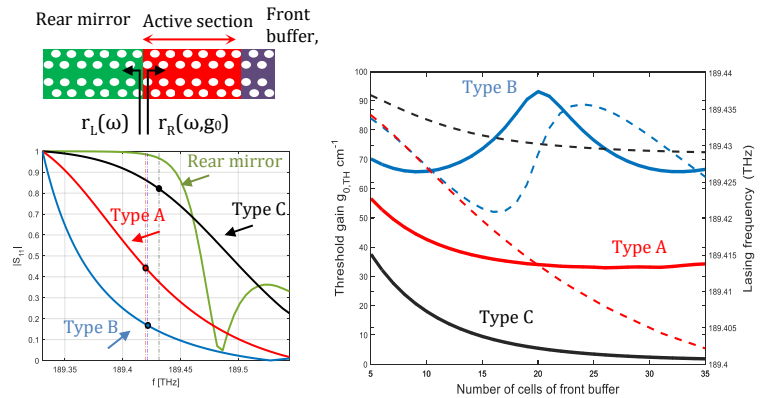 Rear mirror
Active section
Front
buffer,
r_L(ω)
r_R(ω,g₀)
1
0.9
0.8
0.7
0.6
0.5
0.4
0.3
0.2
0.1
0
|S₁₁|
Rear mirror
Type C
Type A
Type B
189.35
189.4
189.45
189.5
f [THz]
100
90
80
70
60
50
40
30
20
10
0
Threshold gain g₀,TH cm⁻¹
Type B
Type A
Type C
5
10
15
20
25
30
35
Number of cells of front buffer
189.44
189.435
189.43
189.425
189.42
189.415
189.41
189.405
189.4
Lasing frequency (THz)